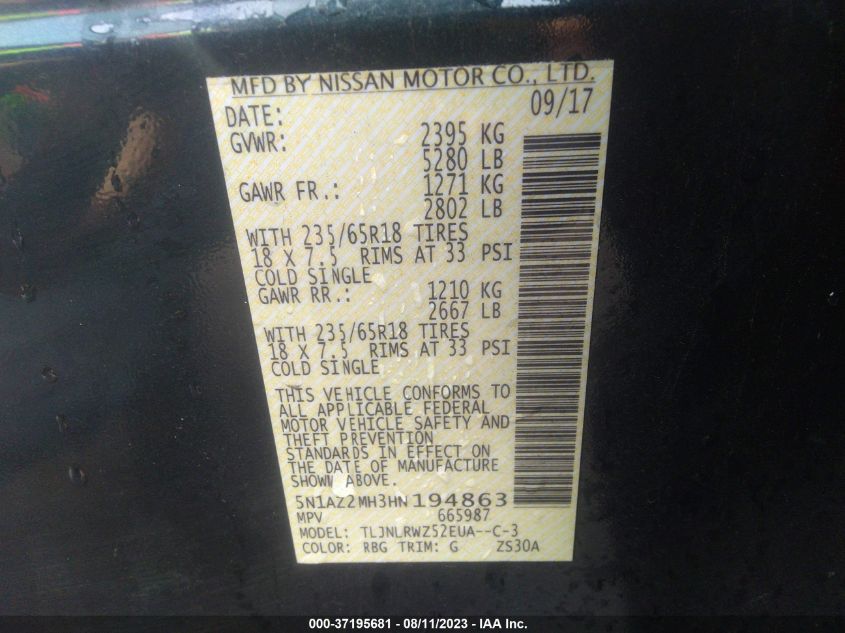 MFD BY NISSAN MOTOR CO., LTD.
DATE: 09/17
GVWR: 2395 KG
5280 LB
GAWR FR.: 1271 KG
2802 LB
WITH 235/65R18 TIRES
18 X 7.5 RIMS AT 33 PSI
COLD SINGLE
GAWR RR.: 1210 KG
2667 LB
WITH 235/65R18 TIRES
18 X 7.5 RIMS AT 33 PSI
COLD SINGLE
THIS VEHICLE CONFORMS TO
ALL APPLICABLE FEDERAL
MOTOR VEHICLE SAFETY AND
THEFT PREVENTION
STANDARDS IN EFFECT ON
THE DATE OF MANUFACTURE
SHOWN ABOVE.
5N1AZ2MH3HN194863
MPV 665987
MODEL: TLJNLRWZ52EUA--C-3
COLOR: RBG TRIM: G ZS30A
000-37195681 - 08/11/2023 - IAA Inc.